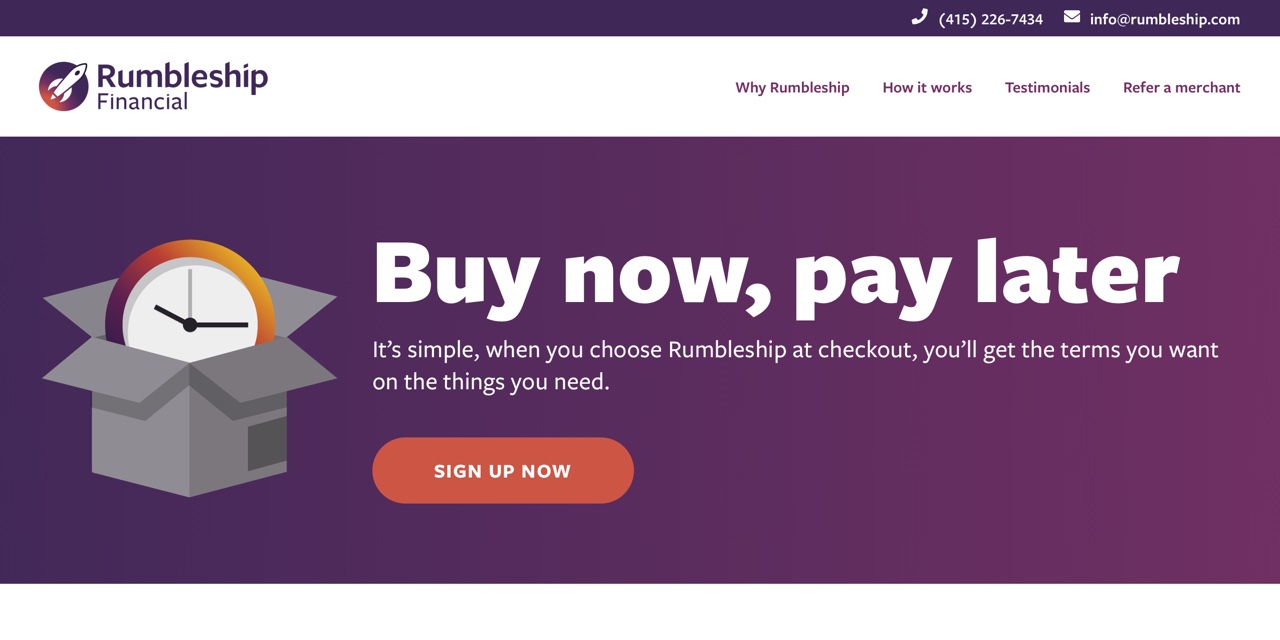 (415) 226-7434 info@rumbleship.com
Rumbleship
Financial
Why Rumbleship How it works Testimonials Refer a merchant
Buy now, pay later
It’s simple, when you choose Rumbleship at checkout, you’ll get the terms you want
on the things you need.
SIGN UP NOW